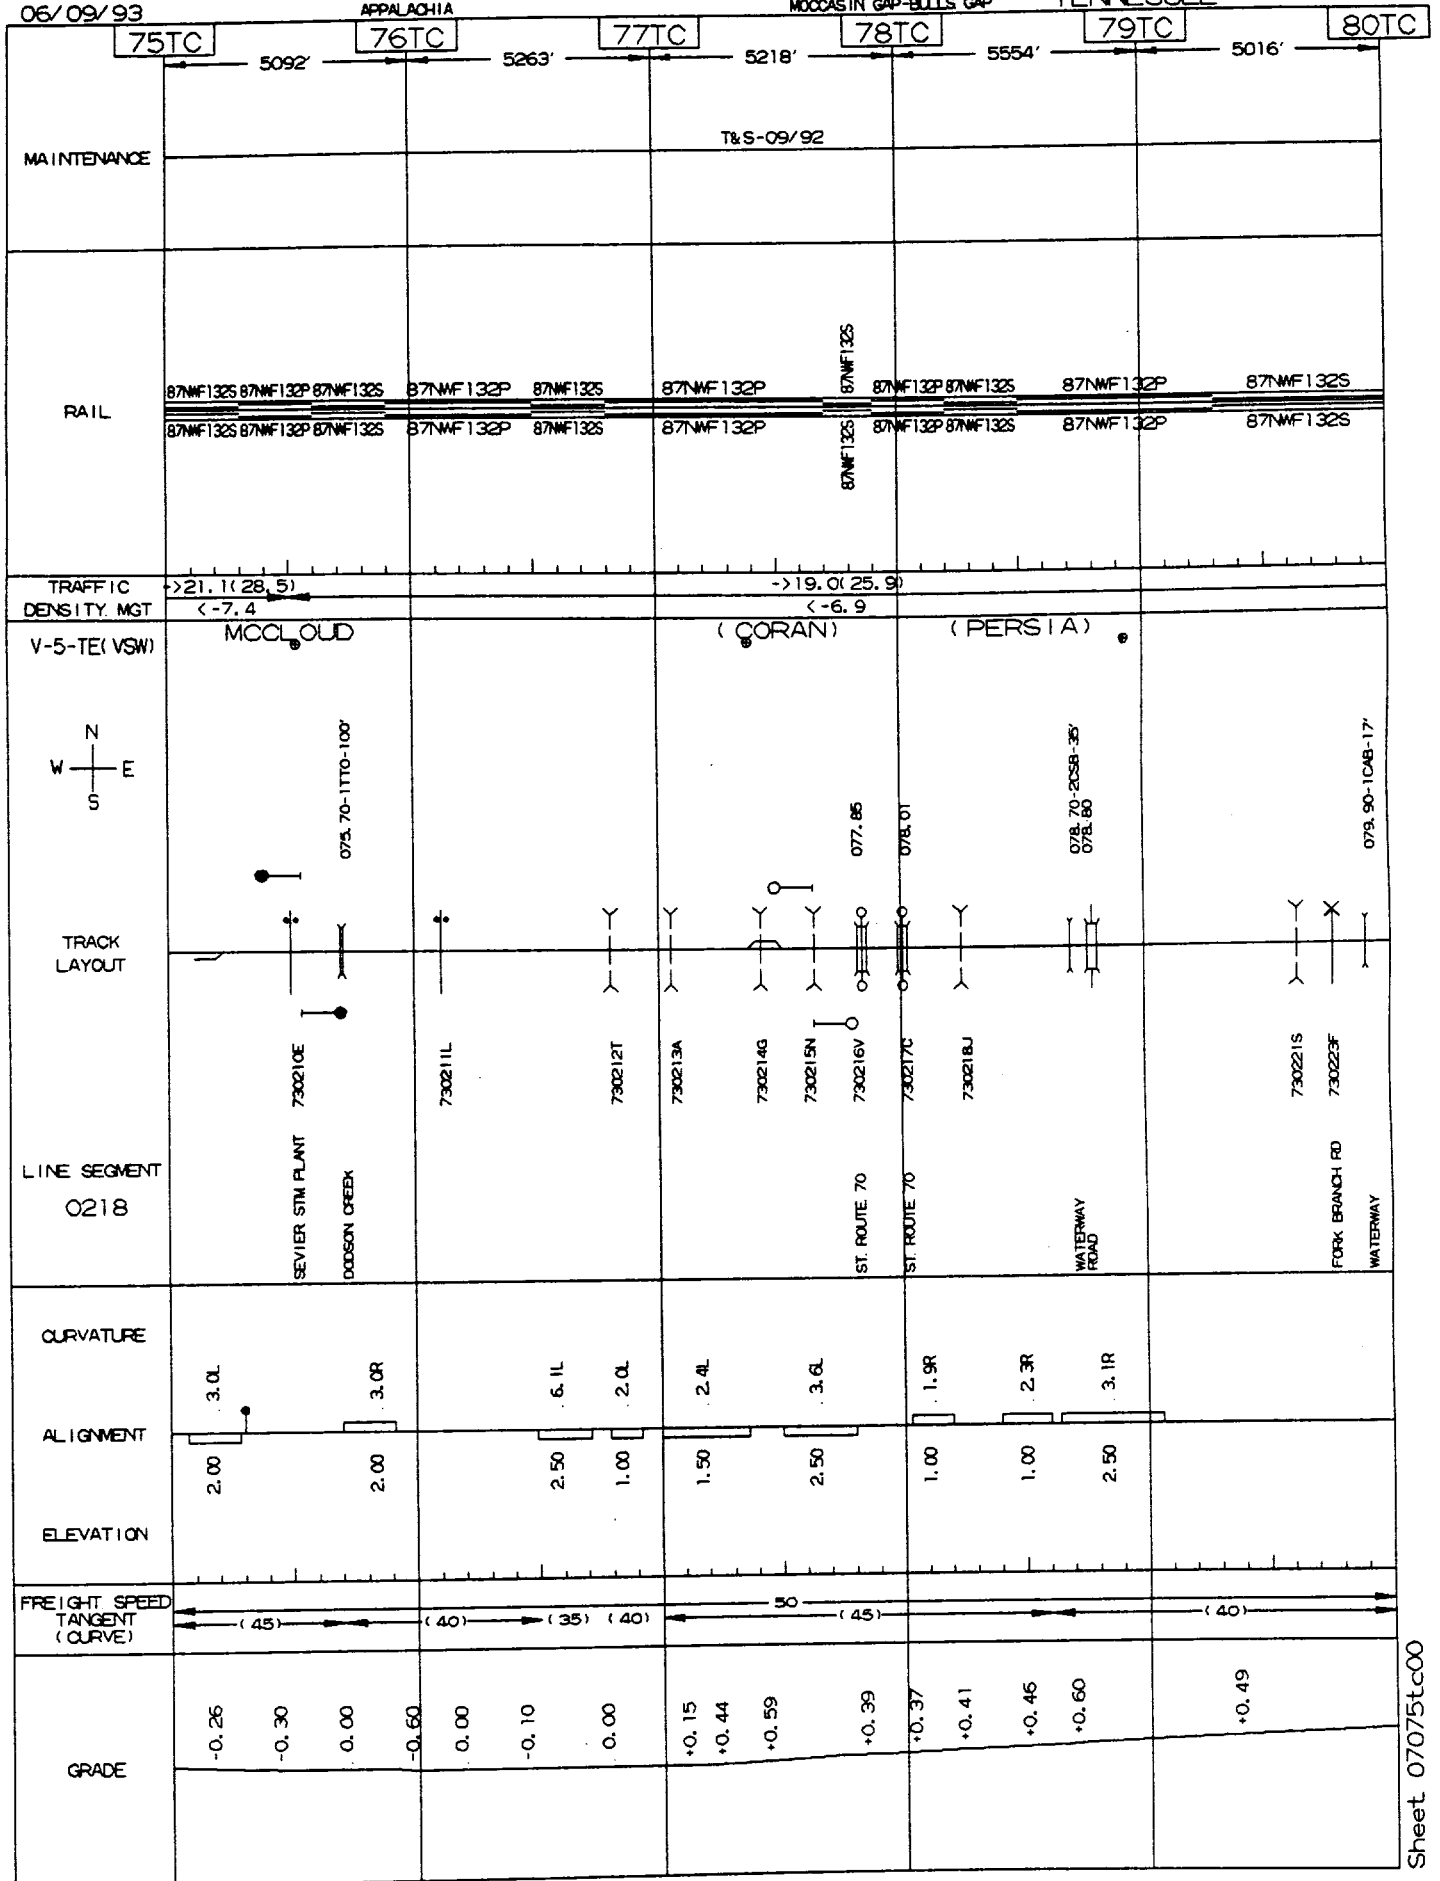 06/09/93
APPALACHIA
MOCCASIN GAP-BULLS GAP
TENNESSEE
75TC 76TC 77TC 78TC 79TC 80TC
5092' 5263' 5218' 5554' 5016'
MAINTENANCE
T&S-09/92
87NWF132S 87NWF132P 87NWF132S 87NWF132P 87NWF132S 87NWF132P 87NWF132S 87NWF132P 87NWF132S 87NWF132P 87NWF132S
RAIL
87NWF132S 87NWF132P 87NWF132S 87NWF132P 87NWF132S 87NWF132P 87NWF132S 87NWF132P 87NWF132S 87NWF132P 87NWF132S
TRAFFIC
->21.1(28.5) ->19.0(25.9)
DENSITY. MGT
<-7.4 <-6.9
V-5-TE(VSW)
MCCLOUD (CORAN) (PERSIA)
N
W E
S
075.70-1TTO-100'
077.85
078.01
078.70-2CSB-35'
078.80
079.90-1CAB-17'
TRACK
LAYOUT
730210E
730211L
730212T
730213A
730214G
730215N
730216V
730217C
730218J
730221S
730223F
LINE SEGMENT
0218
SEVIER STM PLANT
DODSON CREEK
ST. ROUTE 70
ST. ROUTE 70
WATERWAY
ROAD
FORK BRANCH RD
WATERWAY
CURVATURE
3.0L 3.0R 6.1L 2.0L 2.4L 3.6L 1.9R 2.3R 3.1R
ALIGNMENT
2.00 2.00 2.50 1.00 1.50 2.50 1.00 1.00 2.50
ELEVATION
FREIGHT SPEED
50
TANGENT
(CURVE)
(45) (40) (35) (40) (45) (40)
GRADE
-0.26 -0.30 0.00 -0.60 0.00 -0.10 0.00 +0.15 +0.44 +0.59 +0.39 +0.37 +0.41 +0.46 +0.60 +0.49
Sheet 07075tc00